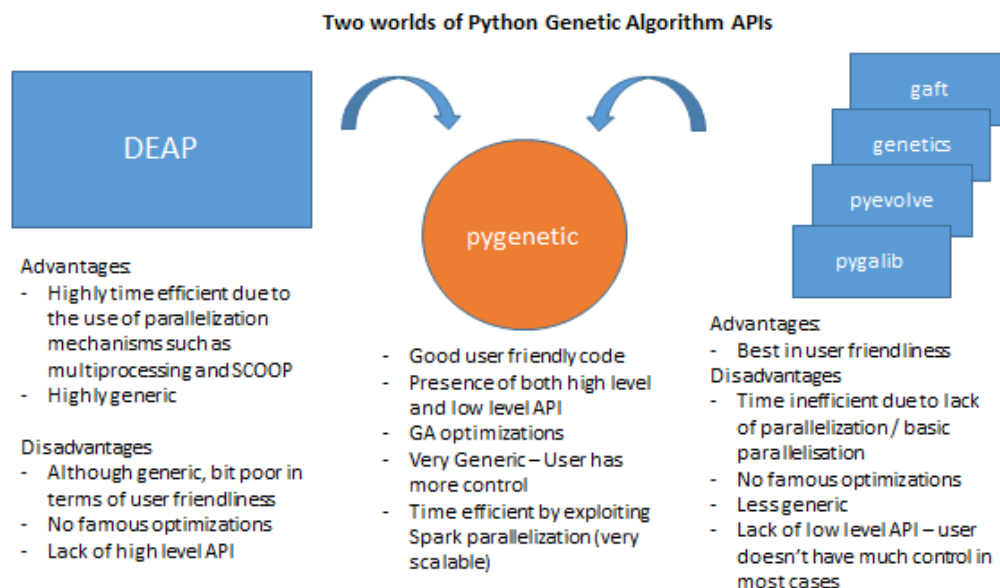 Two worlds of Python Genetic Algorithm APIs
DEAP
Advantages:
- Highly time efficient due to
the use of parallelization
mechanisms such as
multiprocessing and SCOOP
- Highly generic
Disadvantages
- Although generic, bit poor in
terms of user friendliness
- No famous optimizations
- Lack of high level API
pygenetic
- Good user friendly code
- Presence of both high level
and low level API
- GA optimizations
- Very Generic – User has
more control
- Time efficient by exploiting
Spark parallelization (very
scalable)
gaft
genetics
pyevolve
pygalib
Advantages:
- Best in user friendliness
Disadvantages
- Time inefficient due to lack
of parallelization / basic
parallelisation
- No famous optimizations
- Less generic
- Lack of low level API – user
doesn't have much control in
most cases